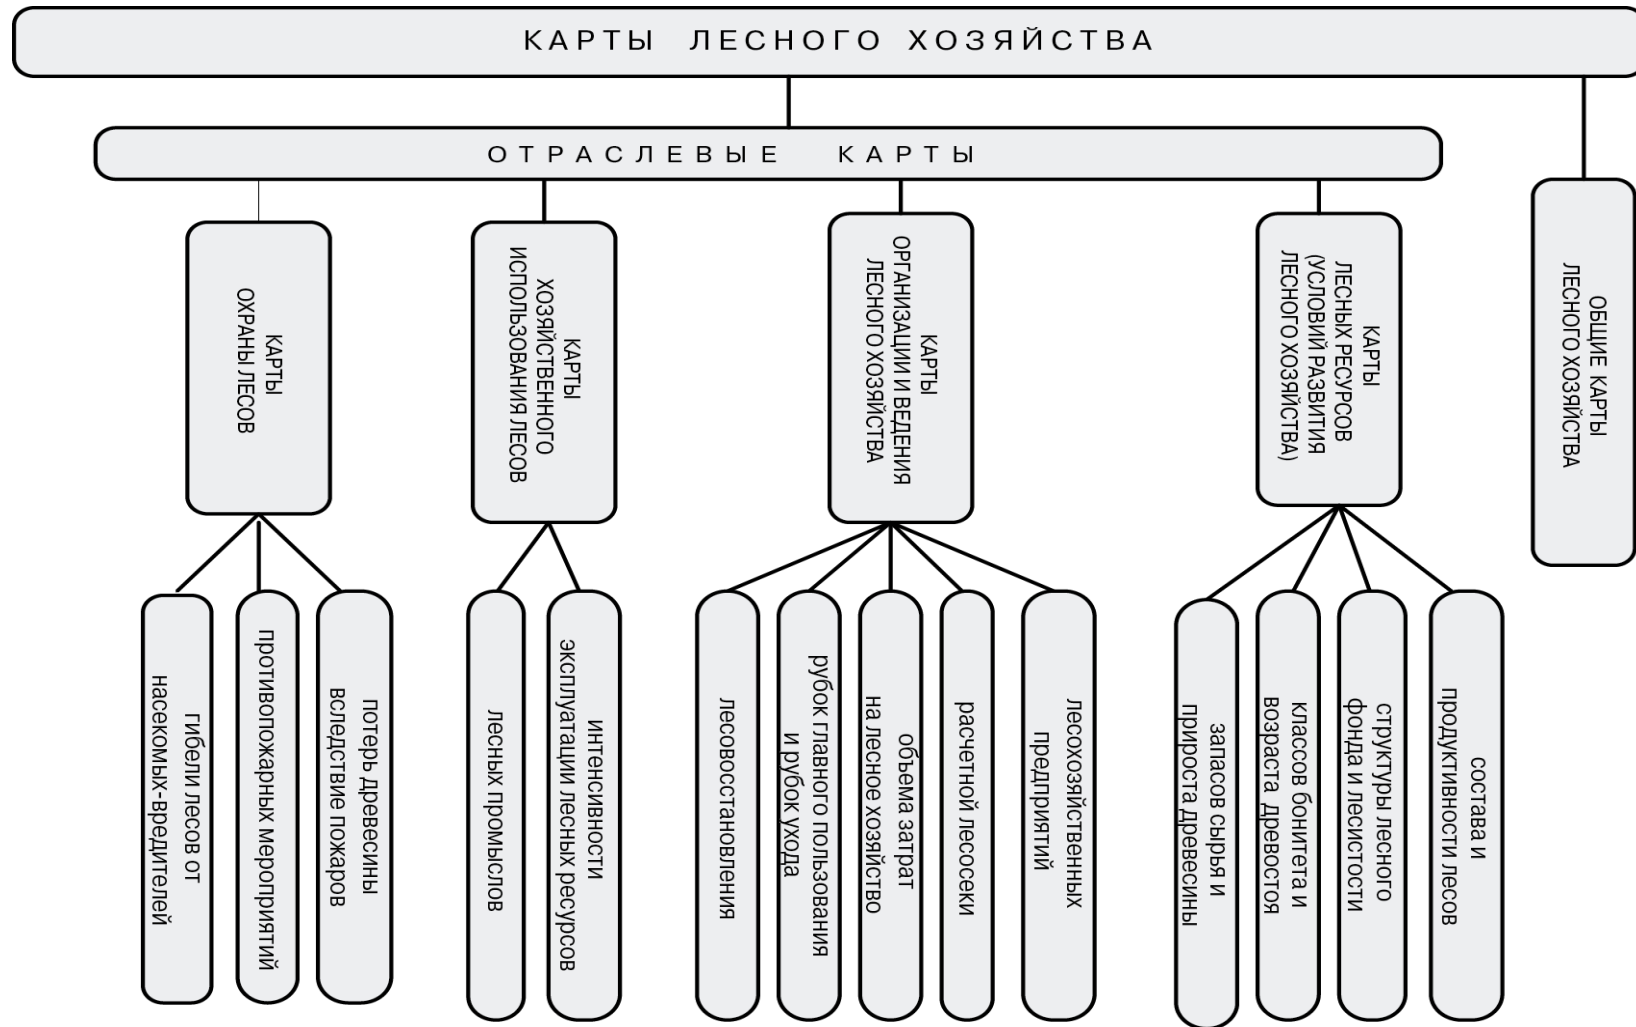 КАРТЫ ЛЕСНОГО ХОЗЯЙСТВА
ОТРАСЛЕВЫЕ КАРТЫ
КАРТЫ
ОХРАНЫ ЛЕСОВ
КАРТЫ
ХОЗЯЙСТВЕННОГО
ИСПОЛЬЗОВАНИЯ ЛЕСОВ
КАРТЫ
ОРГАНИЗАЦИИ И ВЕДЕНИЯ
ЛЕСНОГО ХОЗЯЙСТВА
КАРТЫ
ЛЕСНЫХ РЕСУРСОВ
(УСЛОВИЙ РАЗВИТИЯ
ЛЕСНОГО ХОЗЯЙСТВА)
ОБЩИЕ КАРТЫ
ЛЕСНОГО ХОЗЯЙСТВА
гибели лесов от
насекомых-вредителей
противопожарных мероприятий
потерь древесины
вследствие пожаров
лесных промыслов
интенсивности
эксплуатации лесных ресурсов
лесовосстановления
рубок главного пользования
и рубок ухода
объема затрат
на лесное хозяйство
расчетной лесосеки
лесохозяйственных
предприятий
запасов сырья и
прироста древесины
классов бонитета и
возраста древостоя
структуры лесного
фонда и лесистости
состава и
продуктивности лесов